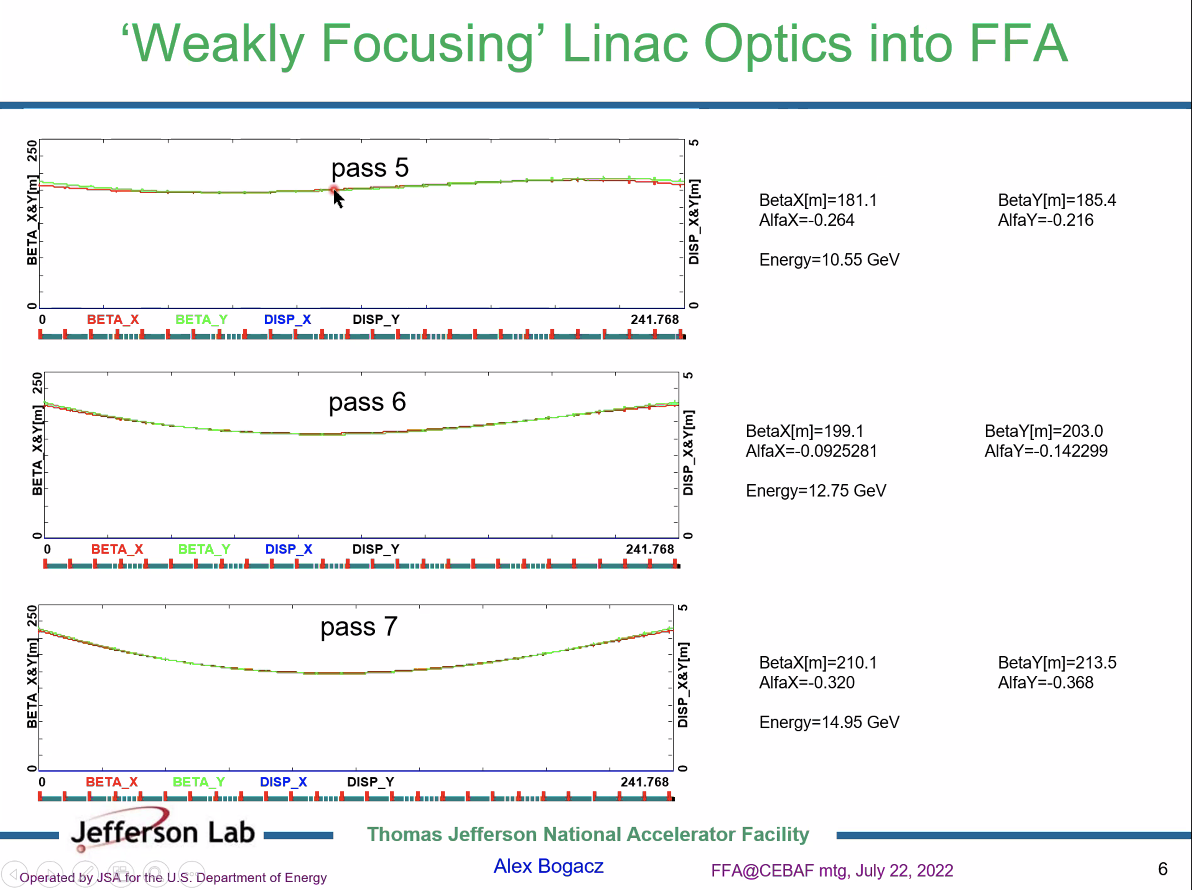 ‘Weakly Focusing’ Linac Optics into FFA
pass 5
250
0
BETA_X&Y[m]
5
0
DISP_X&Y[m]
0 BETA_X BETA_Y DISP_X DISP_Y 241.768
BetaX[m]=181.1 BetaY[m]=185.4
AlfaX=-0.264 AlfaY=-0.216
Energy=10.55 GeV
pass 6
250
0
BETA_X&Y[m]
5
0
DISP_X&Y[m]
0 BETA_X BETA_Y DISP_X DISP_Y 241.768
BetaX[m]=199.1 BetaY[m]=203.0
AlfaX=-0.0925281 AlfaY=-0.142299
Energy=12.75 GeV
pass 7
250
0
BETA_X&Y[m]
5
0
DISP_X&Y[m]
0 BETA_X BETA_Y DISP_X DISP_Y 241.768
BetaX[m]=210.1 BetaY[m]=213.5
AlfaX=-0.320 AlfaY=-0.368
Energy=14.95 GeV
Jefferson Lab
Thomas Jefferson National Accelerator Facility
Alex Bogacz FFA@CEBAF mtg, July 22, 2022 6
Operated by JSA for the U.S. Department of Energy